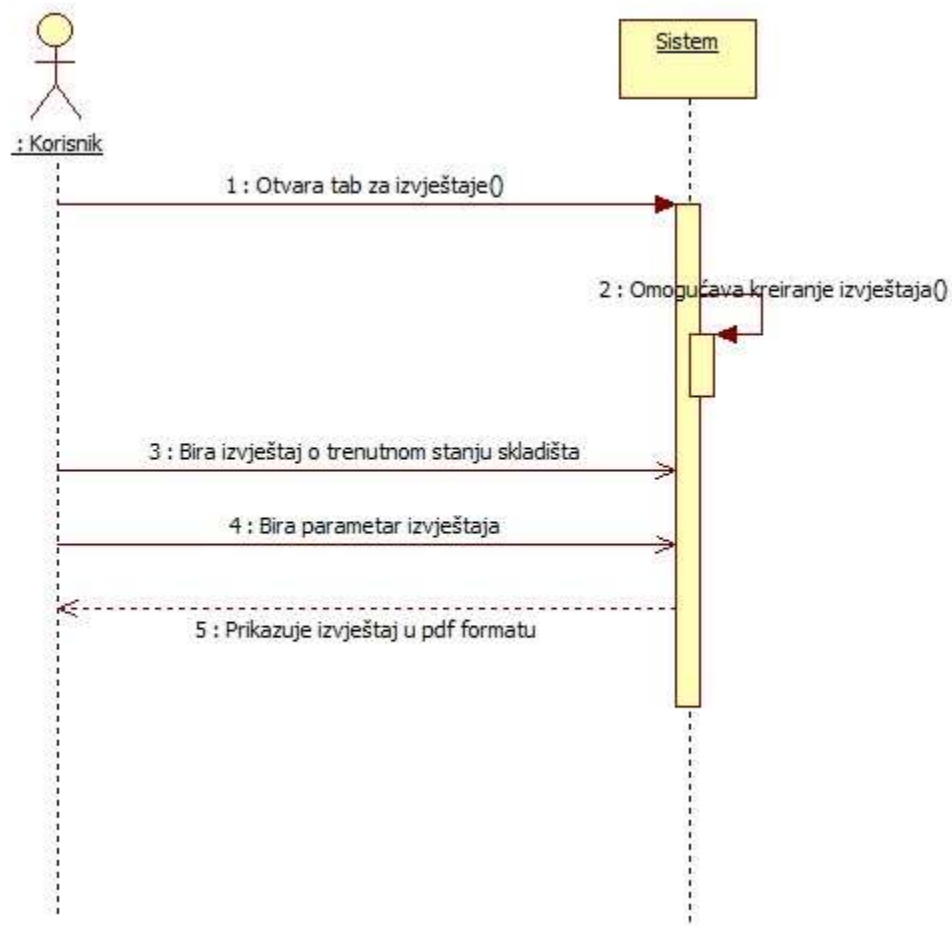 Sistem
: Korisnik
1 : Otvara tab za izvještaje()
2 : Omogućava kreiranje izvještaja()
3 : Bira izvještaj o trenutnom stanju skladišta
4 : Bira parametar izvještaja
5 : Prikazuje izvještaj u pdf formatu